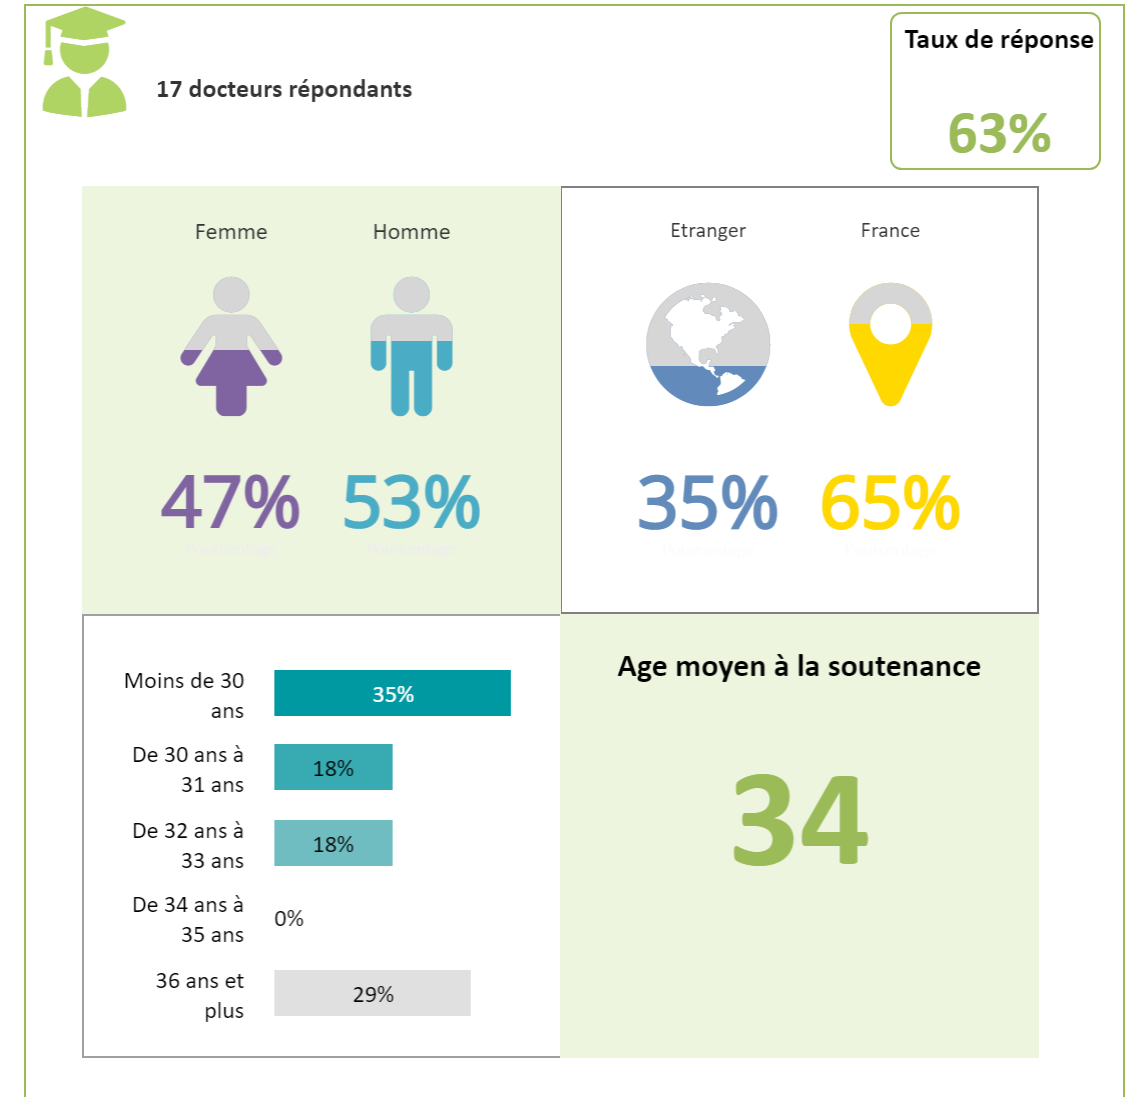 17 docteurs répondants
Taux de réponse
63%
Femme
Homme
47%
53%
Etranger
France
35%
65%
Moins de 30
ans
35%
De 30 ans à
31 ans
18%
De 32 ans à
33 ans
18%
De 34 ans à
35 ans
0%
36 ans et
plus
29%
Age moyen à la soutenance
34